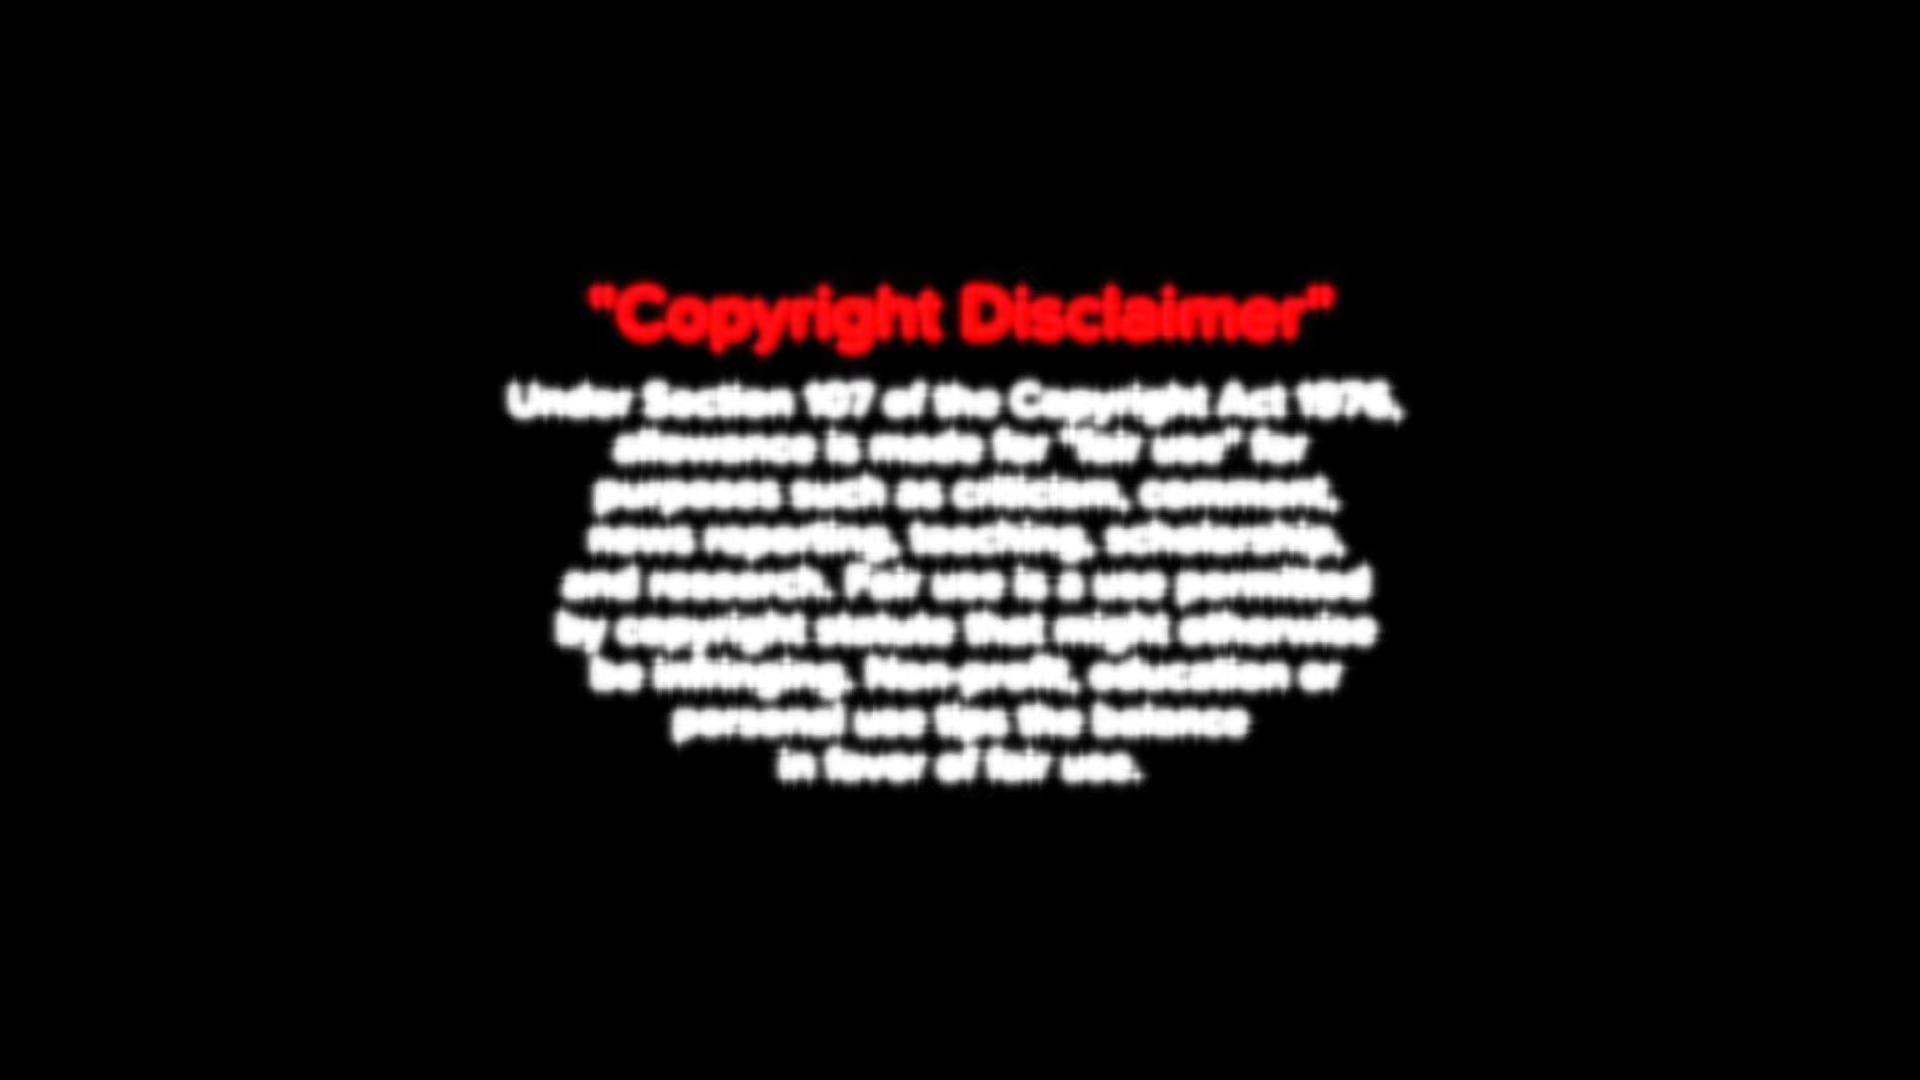 "Copyright Disclaimer"
Under Section 107 of the Copyright Act 1976,
allowance is made for "fair use" for
purposes such as criticism, comment,
news reporting, teaching, scholarship,
and research. Fair use is a use permitted
by copyright statute that might otherwise
be infringing. Non-profit, education or
personal use tips the balance
in favor of fair use.